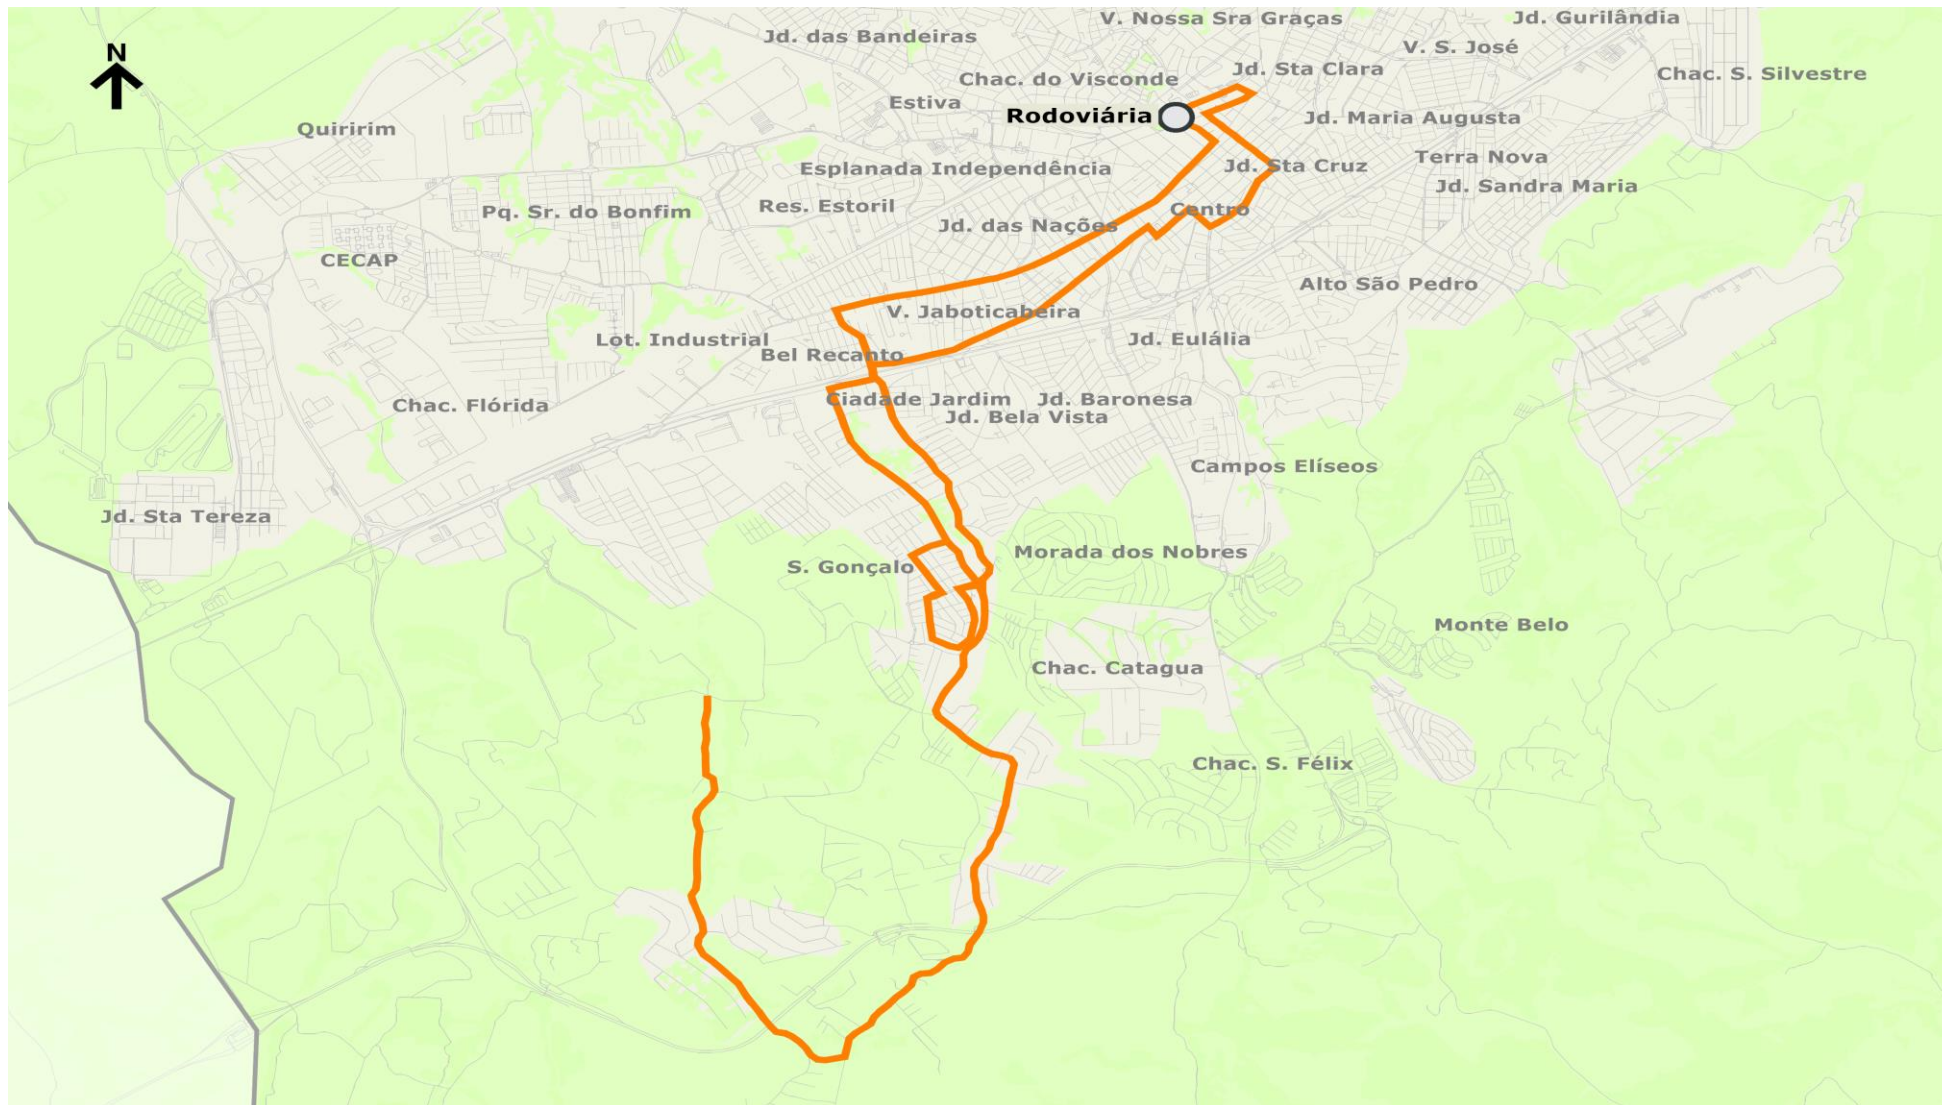 V. Nossa Sra Graças
Jd. Gurilândia
Jd. das Bandeiras
V. S. José
N
Jd. Sta Clara
Chac. S. Silvestre
Chac. do Visconde
Estiva
Rodoviária
Jd. Maria Augusta
Quiririm
Terra Nova
Esplanada Independência
Jd. Sta Cruz
Jd. Sandra Maria
Res. Estoril
Pq. Sr. do Bonfim
Centro
Jd. das Nações
CECAP
Alto São Pedro
V. Jaboticabeira
Lot. Industrial
Jd. Eulália
Bel Recanto
Chac. Flórida
Ciadade Jardim
Jd. Baronesa
Jd. Bela Vista
Campos Elíseos
Jd. Sta Tereza
Morada dos Nobres
S. Gonçalo
Monte Belo
Chac. Catagua
Chac. S. Félix